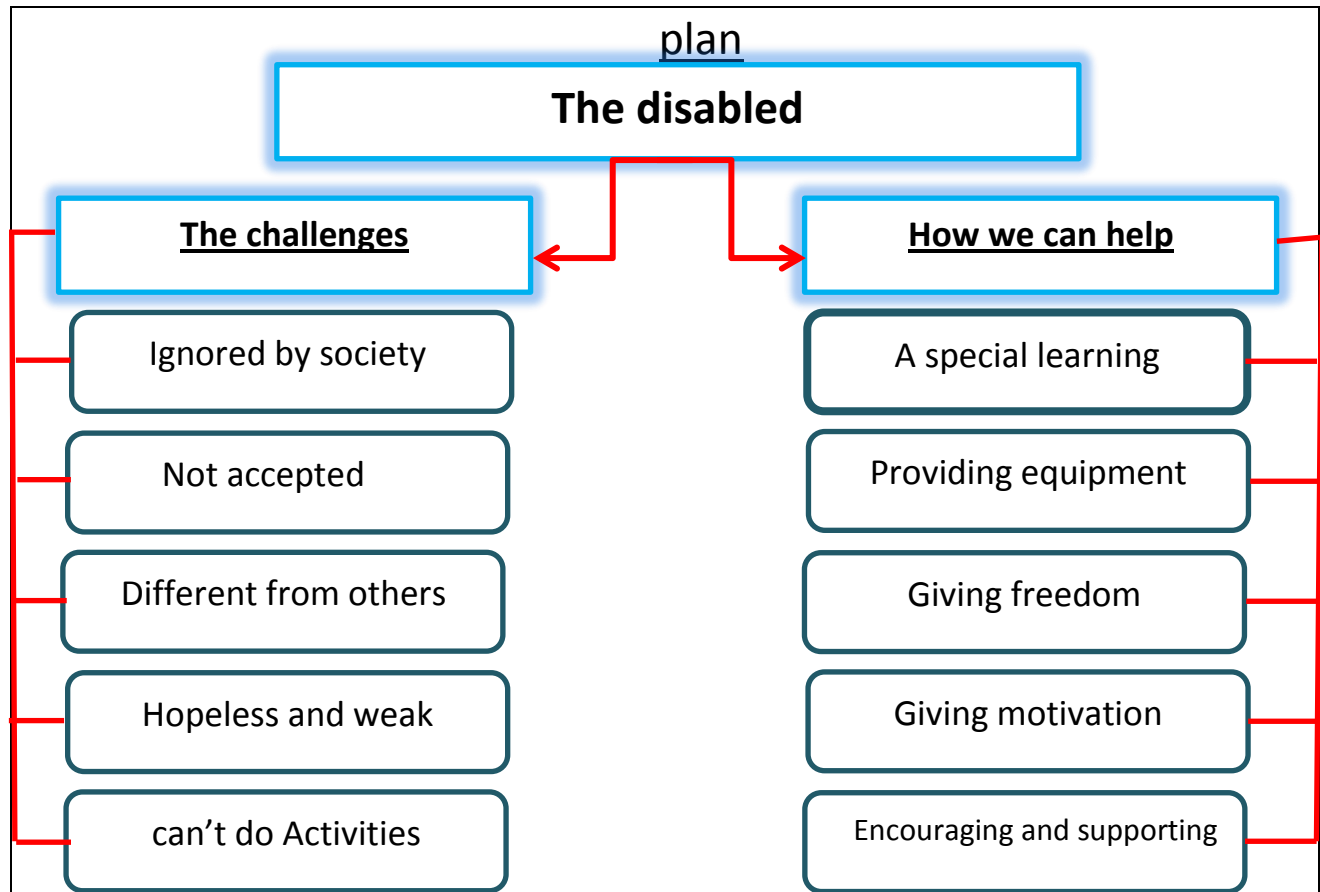 plan
The disabled
The challenges
Ignored by society
Not accepted
Different from others
Hopeless and weak
can’t do Activities
How we can help
A special learning
Providing equipment
Giving freedom
Giving motivation
Encouraging and supporting